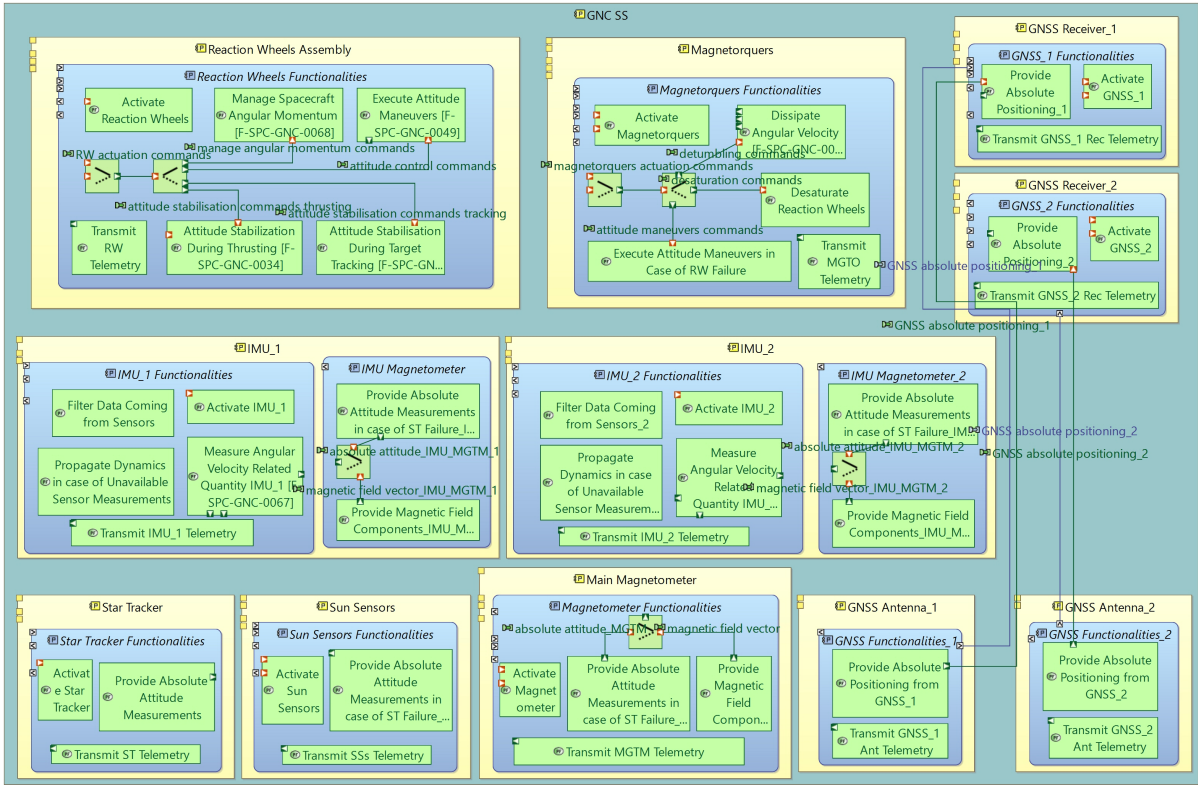 GNC SS
Reaction Wheels Assembly
Reaction Wheels Functionalities
Activate
Reaction Wheels
Manage Spacecraft
Angular Momentum
[F-SPC-GNC-0068]
Execute Attitude
Maneuvers [F-
SPC-GNC-0049]
RW actuation commands
manage angular momentum commands
attitude control commands
attitude stabilisation commands thrusting
attitude stabilisation commands tracking
Transmit
RW
Telemetry
Attitude Stabilization
During Thrusting [F-
SPC-GNC-0034]
Attitude Stabilisation
During Target
Tracking [F-SPC-GN...
Magnetorquers
Magnetorquers Functionalities
Activate
Magnetorquers
Dissipate
Angular Velocity
[F-SPC-GNC-00...
detumbling commands
magnetorquers actuation commands
desaturation commands
Desaturate
Reaction Wheels
attitude maneuvers commands
Execute Attitude Maneuvers in
Case of RW Failure
Transmit
MGTO
Telemetry
GNSS Receiver_1
GNSS_1 Functionalities
Provide
Absolute
Positioning_1
Activate
GNSS_1
Transmit GNSS_1 Rec Telemetry
GNSS Receiver_2
GNSS_2 Functionalities
Provide
Absolute
Positioning_2
Activate
GNSS_2
Transmit GNSS_2 Rec Telemetry
GNSS absolute positioning_1
GNSS absolute positioning_1
IMU_1
IMU_1 Functionalities
Filter Data Coming
from Sensors
Activate IMU_1
Propagate Dynamics
in case of Unavailable
Sensor Measurements
Measure Angular
Velocity Related
Quantity IMU_1 [F-
SPC-GNC-0067]
Transmit IMU_1 Telemetry
IMU Magnetometer
Provide Absolute
Attitude Measurements
in case of ST Failure_I...
absolute attitude_IMU_MGTM_1
magnetic field vector_IMU_MGTM_1
Provide Magnetic Field
Components_IMU_M...
IMU_2
IMU_2 Functionalities
Filter Data Coming
from Sensors_2
Activate IMU_2
Propagate
Dynamics in case
of Unavailable
Sensor Measurem...
Measure
Angular Velocity
Related
Quantity IMU_...
Transmit IMU_2 Telemetry
IMU Magnetometer_2
Provide Absolute
Attitude Measurements
in case of ST Failure_IM...
absolute attitude_IMU_MGTM_2
magnetic field vector_IMU_MGTM_2
Provide Magnetic Field
Components_IMU_M...
GNSS absolute positioning_2
GNSS absolute positioning_2
Star Tracker
Star Tracker Functionalities
Activat
e Star
Tracker
Provide Absolute
Attitude
Measurements
Transmit ST Telemetry
Sun Sensors
Sun Sensors Functionalities
Activate
Sun
Sensors
Provide Absolute
Attitude
Measurements in
case of ST Failure_...
Transmit SSs Telemetry
Main Magnetometer
Magnetometer Functionalities
absolute attitude_MGTM
magnetic field vector
Activate
Magnet
ometer
Provide Absolute
Attitude
Measurements in
case of ST Failure_...
Provide
Magnetic
Field
Compon...
Transmit MGTM Telemetry
GNSS Antenna_1
GNSS Functionalities_1
Provide Absolute
Positioning from
GNSS_1
Transmit GNSS_1
Ant Telemetry
GNSS Antenna_2
GNSS Functionalities_2
Provide Absolute
Positioning from
GNSS_2
Transmit GNSS_2
Ant Telemetry